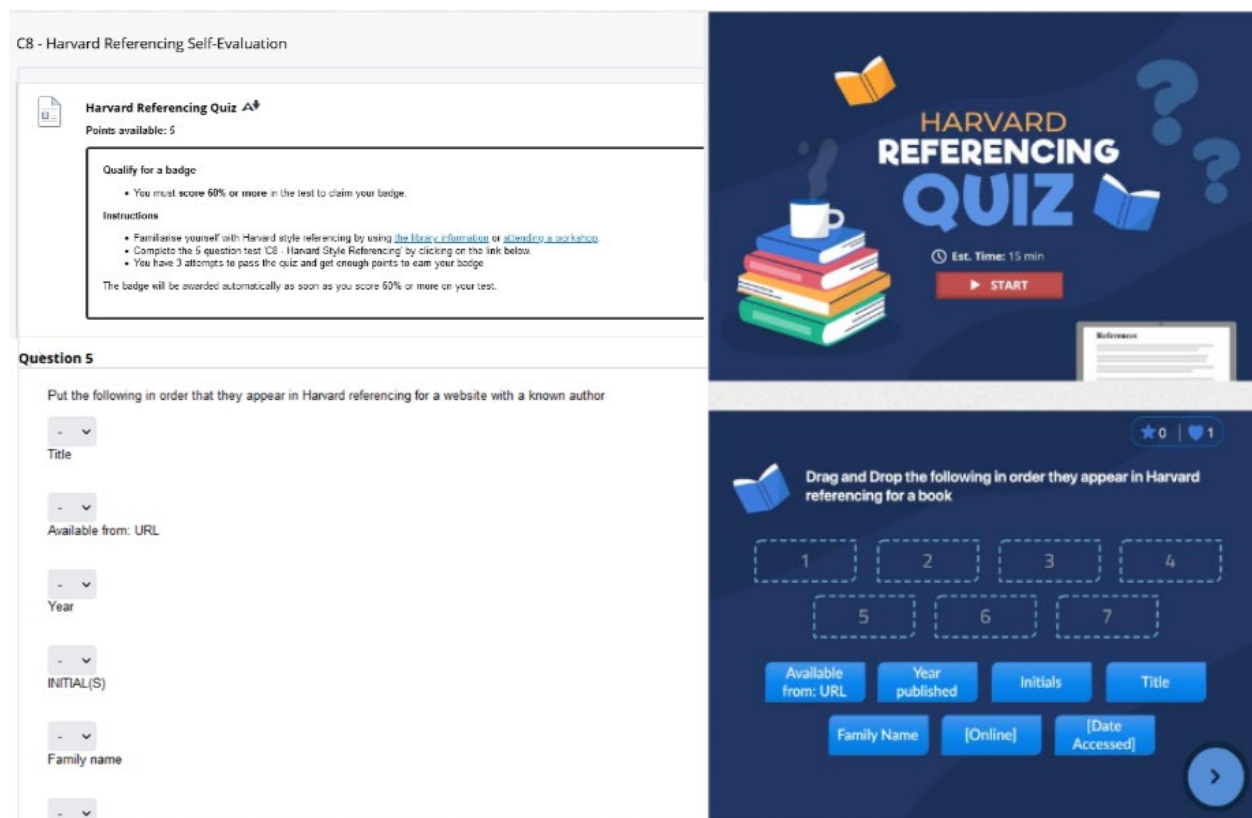 C8 - Harvard Referencing Self-Evaluation
Harvard Referencing Quiz
Points available: 5
Qualify for a badge
• You must score 60% or more in the test to claim your badge.
Instructions
• Familiarise yourself with Harvard style referencing by using the library information or attending a workshop.
• Complete the 5 question test 'C8 - Harvard Style Referencing' by clicking on the link below.
• You have 3 attempts to pass the quiz and get enough points to earn your badge
The badge will be awarded automatically as soon as you score 60% or more on your test.
Question 5
Put the following in order that they appear in Harvard referencing for a website with a known author
-
Title
-
Available from: URL
-
Year
-
INITIAL(S)
-
Family name
-
HARVARD
REFERENCING
QUIZ
Est. Time: 15 min
START
References
0 | 1
Drag and Drop the following in order they appear in Harvard
referencing for a book
1 2 3 4
5 6 7
Available
from: URL
Year
published
Initials
Title
Family Name
[Online]
[Date
Accessed]